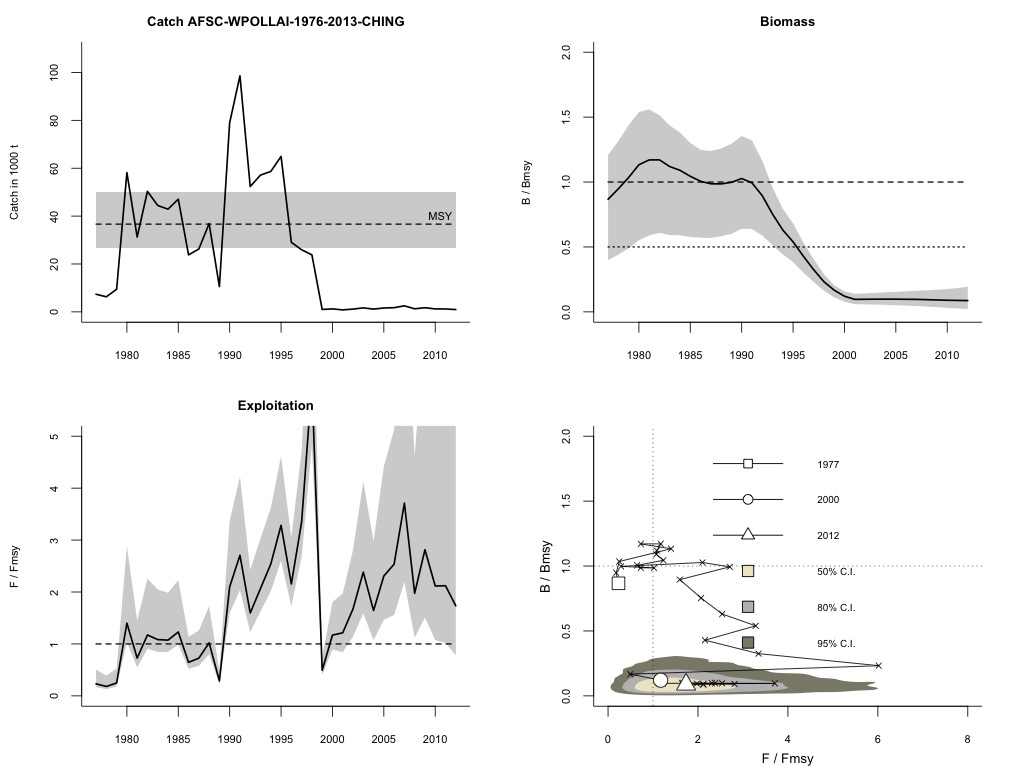 Catch AFSC-WPOLLAI-1976-2013-CHING
Catch in 1000 t
0 20 40 60 80 100
MSY
1980 1985 1990 1995 2000 2005 2010
Biomass
B / Bmsy
0.0 0.5 1.0 1.5 2.0
1980 1985 1990 1995 2000 2005 2010
Exploitation
F / Fmsy
0 1 2 3 4 5
1980 1985 1990 1995 2000 2005 2010
B / Bmsy
0.0 0.5 1.0 1.5 2.0
1977
2000
2012
50% C.I.
80% C.I.
95% C.I.
0 2 4 6 8
F / Fmsy